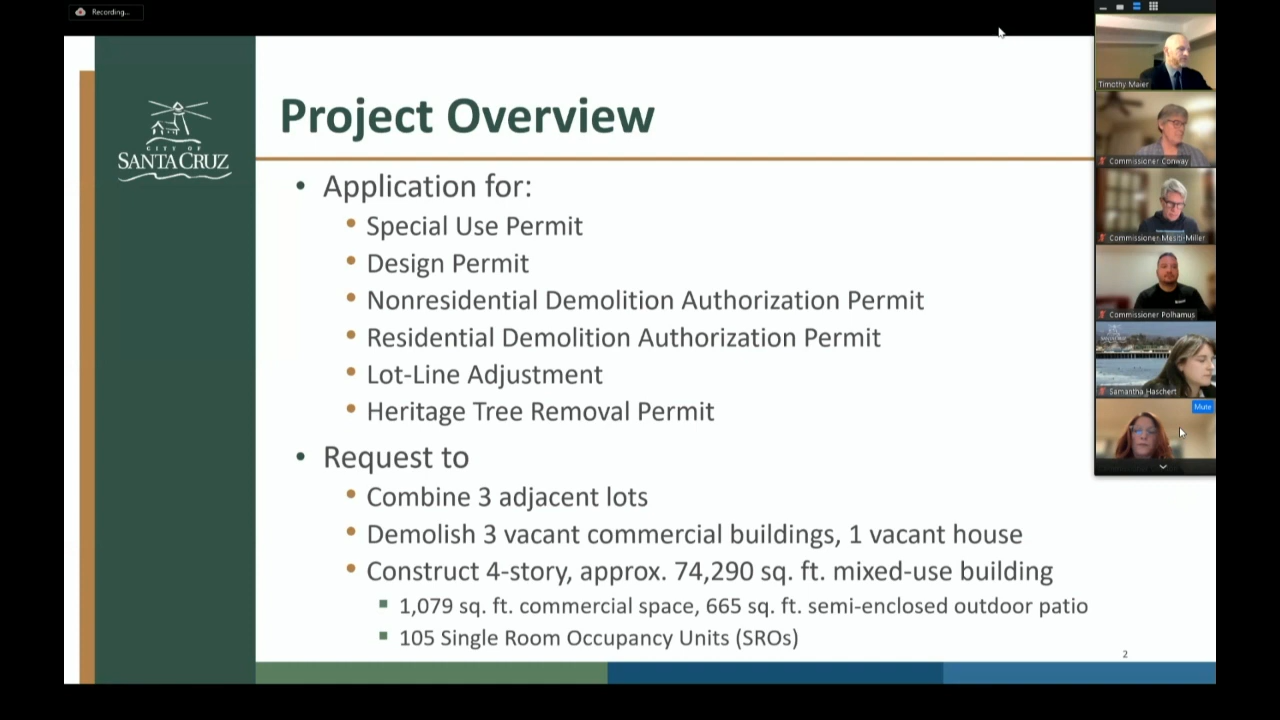 Recording...
CITY OF
SANTA CRUZ
Project Overview
• Application for:
• Special Use Permit
• Design Permit
• Nonresidential Demolition Authorization Permit
• Residential Demolition Authorization Permit
• Lot-Line Adjustment
• Heritage Tree Removal Permit
• Request to
• Combine 3 adjacent lots
• Demolish 3 vacant commercial buildings, 1 vacant house
• Construct 4-story, approx. 74,290 sq. ft. mixed-use building
▪ 1,079 sq. ft. commercial space, 665 sq. ft. semi-enclosed outdoor patio
▪ 105 Single Room Occupancy Units (SROs)
2
Timothy Maier
Commissioner Conway
Commissioner Mesiti-Miller
Commissioner Polhamus
Samantha Haschert
Mute